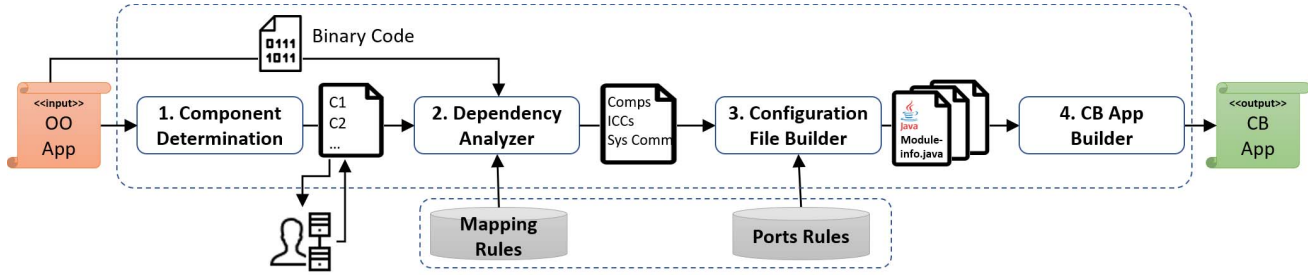 0111
1011
Binary Code
<<input>>
OO
App
1. Component
Determination
C1
C2
...
2. Dependency
Analyzer
Comps
ICCs
Sys Comm
3. Configuration
File Builder
Java
Module-
info.java
4. CB App
Builder
<<output>>
CB
App
Mapping
Rules
Ports Rules